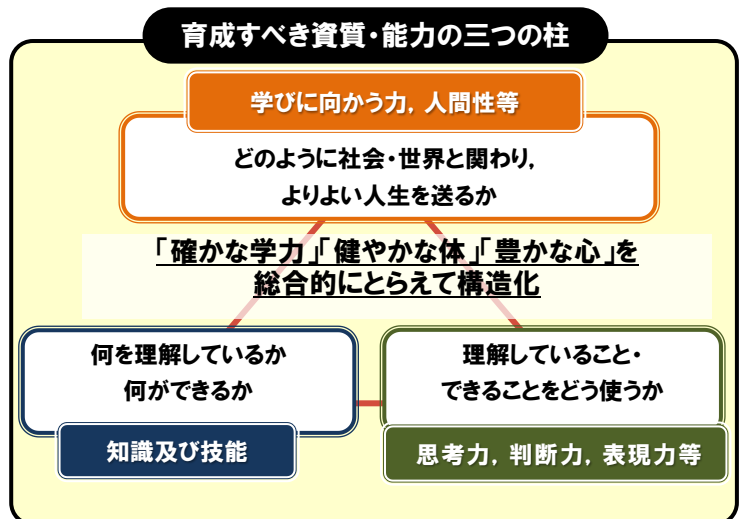 育成すべき資質・能力の三つの柱
学びに向かう力，人間性等
どのように社会・世界と関わり，
よりよい人生を送るか
「確かな学力」「健やかな体」「豊かな心」を
総合的にとらえて構造化
何を理解しているか
何ができるか
知識及び技能
理解していること・
できることをどう使うか
思考力，判断力，表現力等